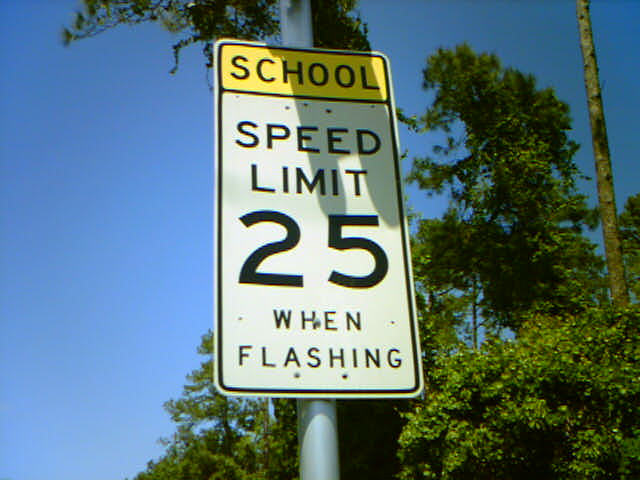 SCHOOL
SPEED
LIMIT
25
WHEN
FLASHING